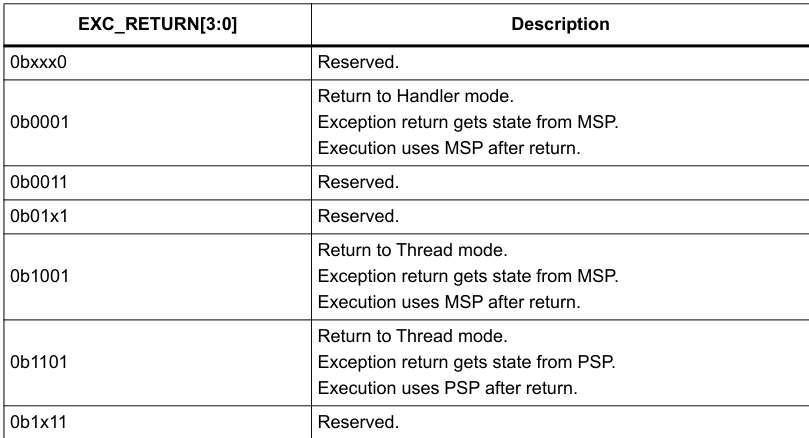 EXC_RETURN[3:0] Description
0bxxx0 Reserved.
Return to Handler mode.
0b0001 Exception return gets state from MSP.
Execution uses MSP after return.
0b0011 Reserved.
0b01x1 Reserved.
Return to Thread mode.
0b1001 Exception return gets state from MSP.
Execution uses MSP after return.
Return to Thread mode.
0b1101 Exception return gets state from PSP.
Execution uses PSP after return.
0b1x11 Reserved.